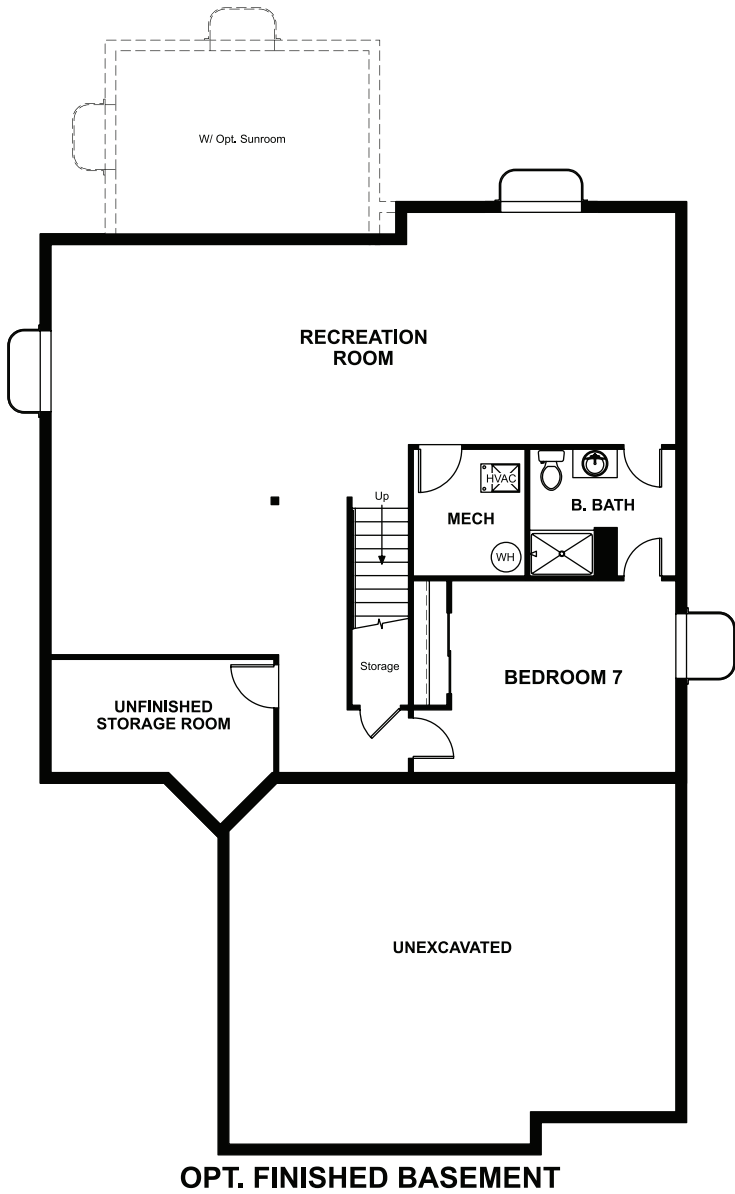 W/ Opt. Sunroom
RECREATION
ROOM
Up
HVAC
MECH
B. BATH
WH
Storage
BEDROOM 7
UNFINISHED
STORAGE ROOM
UNEXCAVATED
OPT. FINISHED BASEMENT